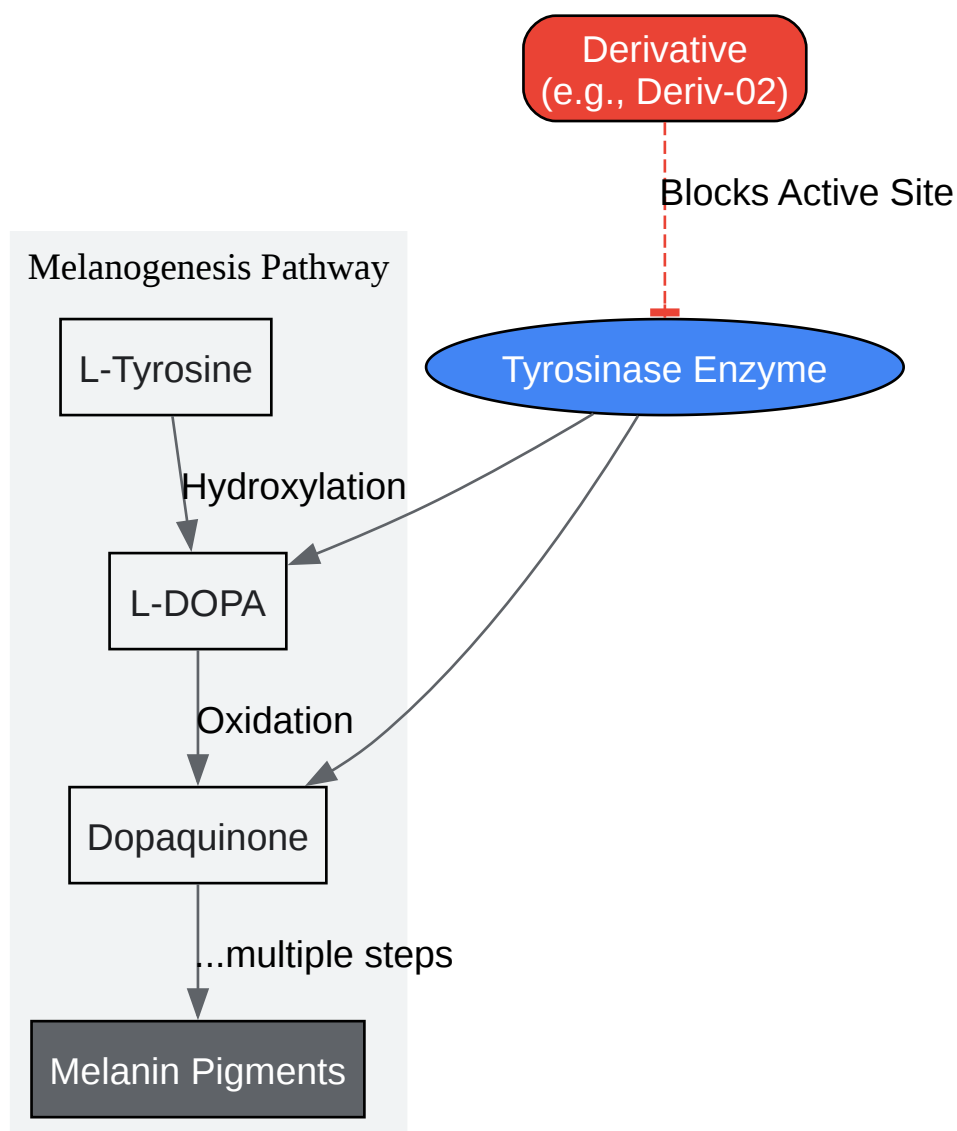 Derivative
(e.g., Deriv-02)
Blocks Active Site
Melanogenesis Pathway
L-Tyrosine
Tyrosinase Enzyme
Hydroxylation
L-DOPA
Oxidation
Dopaquinone
...multiple steps
Melanin Pigments